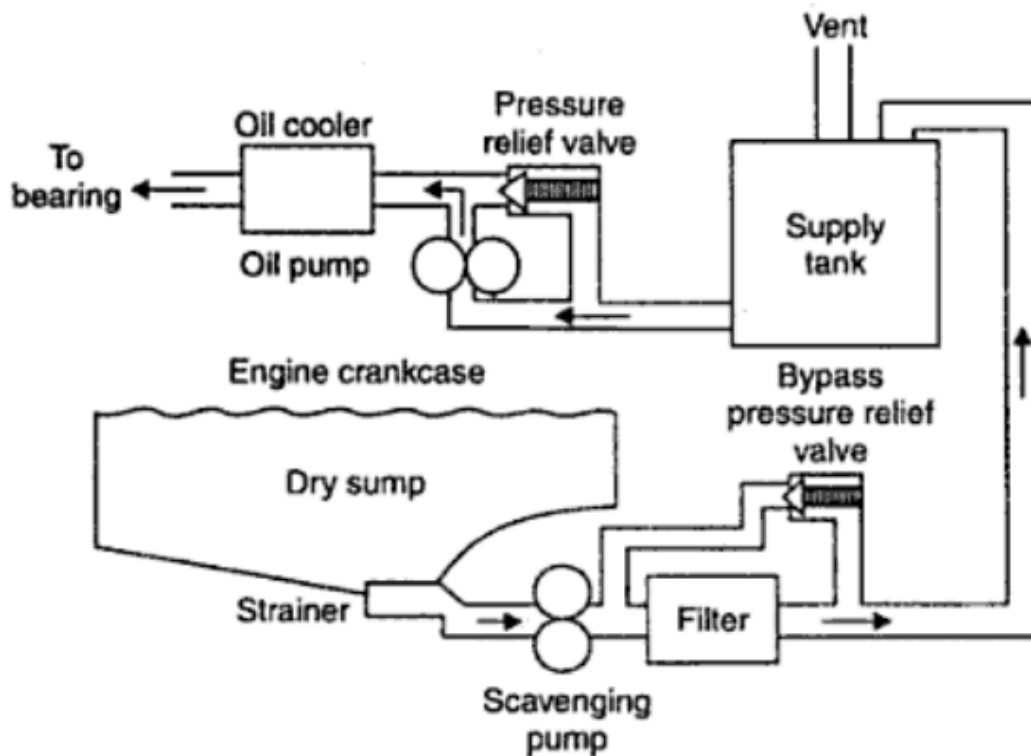 Vent
Pressure
relief valve
Oil cooler
To
bearing
Supply
tank
Oil pump
Engine crankcase
Bypass
pressure relief
valve
Dry sump
Strainer
Filter
Scavenging
pump